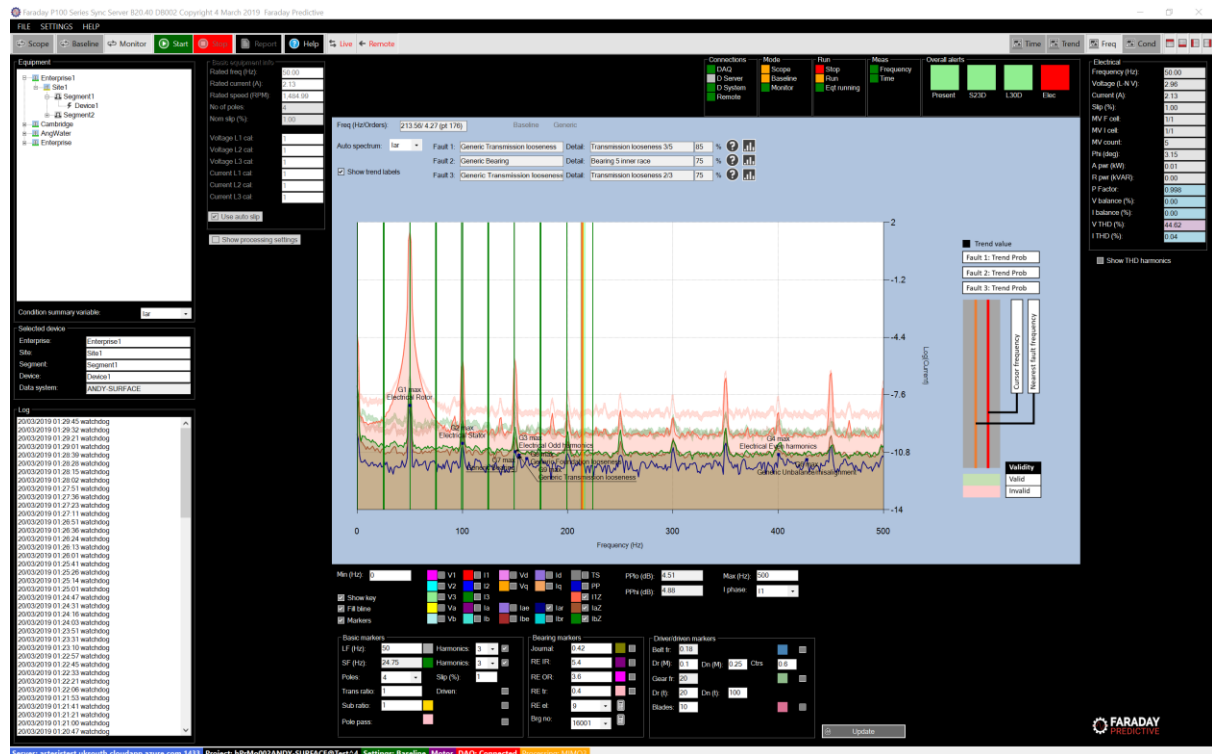 Faraday P100 Series Sync Server 820.40 D8002 Copyright 4 March 2019 Faraday Predictive
FILE SETTINGS HELP
Scope Baseline Monitor Start Stop Report Help Live Remote Time Trend Freq Cond
Equipment
Enterprise1
Site1
Segment1
Device1
Segment2
Cambridge
AngWater
Enterprise
Condition summary variable: Iar
Selected device
Enterprise: Enterprise1
Site: Site1
Segment: Segment1
Device: Device1
Data system: ANDY-SURFACE
Log
20/03/2019 01:29:45 watchdog
20/03/2019 01:29:32 watchdog
20/03/2019 01:29:21 watchdog
20/03/2019 01:29:01 watchdog
20/03/2019 01:28:39 watchdog
20/03/2019 01:28:28 watchdog
20/03/2019 01:28:15 watchdog
20/03/2019 01:28:02 watchdog
20/03/2019 01:27:51 watchdog
20/03/2019 01:27:36 watchdog
20/03/2019 01:27:23 watchdog
20/03/2019 01:27:11 watchdog
20/03/2019 01:26:51 watchdog
20/03/2019 01:26:36 watchdog
20/03/2019 01:26:24 watchdog
20/03/2019 01:26:13 watchdog
20/03/2019 01:26:01 watchdog
20/03/2019 01:25:41 watchdog
20/03/2019 01:25:26 watchdog
20/03/2019 01:25:14 watchdog
20/03/2019 01:25:01 watchdog
20/03/2019 01:24:47 watchdog
20/03/2019 01:24:31 watchdog
20/03/2019 01:24:16 watchdog
20/03/2019 01:24:03 watchdog
20/03/2019 01:23:51 watchdog
20/03/2019 01:23:31 watchdog
20/03/2019 01:23:10 watchdog
20/03/2019 01:22:57 watchdog
20/03/2019 01:22:45 watchdog
20/03/2019 01:22:33 watchdog
20/03/2019 01:22:21 watchdog
20/03/2019 01:22:06 watchdog
20/03/2019 01:21:53 watchdog
20/03/2019 01:21:41 watchdog
20/03/2019 01:21:21 watchdog
20/03/2019 01:21:00 watchdog
20/03/2019 01:20:47 watchdog
Basic equipment info
Rated freq (Hz): 50.00
Rated current (A): 2.13
Rated speed (RPM): 1,484.99
No of poles: 4
Nom slip (%): 1.00
Voltage L1 cal: 1
Voltage L2 cal: 1
Voltage L3 cal: 1
Current L1 cal: 1
Current L2 cal: 1
Current L3 cal: 1
Use auto slip
Show processing settings
Connections
DAQ
D Server
D System
Remote
Mode
Scope
Baseline
Monitor
Run
Stop
Run
Eqt running
Meas
Frequency
Time
Overall alerts
Present S23D L30D Elec
Freq (Hz/Orders): 213.56/ 4.27 (pt 176) Baseline Generic
Auto spectrum: Iar
Fault 1: Generic Transmission looseness Detail: Transmission looseness 3/5 85 %
Fault 2: Generic Bearing Detail: Bearing 5 inner race 75 %
Show trend labels
Fault 3: Generic Transmission looseness Detail: Transmission looseness 2/3 75 %
-2
-1.2
-4.4
-7.6
-10.8
-14
Log(Current)
G1 max
Electrical Rotor
G2 max
Electrical Stator
G3 max
Electrical Odd harmonics
G7 max
Generic Transmission looseness
G4 max
Electrical Even harmonics
Generic Unbalance-misalignment
0 100 200 300 400 500
Frequency (Hz)
Trend value
Fault 1: Trend Prob
Fault 2: Trend Prob
Fault 3: Trend Prob
Cursor frequency
Nearest fault frequency
Validity
Valid
Invalid
Electrical
Frequency (Hz): 50.00
Voltage (L-N V): 2.96
Current (A): 2.13
Slip (%): 1.00
MV F cell: 1/1
MV I cell: 1/1
MV count: 5
Phi (deg): 3.15
A pwr (kW): 0.01
R pwr (kVAR): 0.00
P Factor: 0.998
V balance (%): 0.00
I balance (%): 0.00
V THD (%): 44.62
I THD (%): 0.04
Show THD harmonics
Min (Hz): 0
Show key
Fill bline
Markers
V1 I1 Vd Id TS
V2 I2 Vq Iq PP
V3 I3 I1Z
Va Ia Iae Iar IaZ
Vb Ib Ibe Ibr IbZ
PPlo (dB): 4.51
PPhi (dB): 4.88
Max (Hz): 500
I phase: I1
Basic markers
LF (Hz): 50 Harmonics: 3
SF (Hz): 24.75 Harmonics: 3
Poles: 4 Slip (%): 1
Trans ratio: 1 Driven:
Sub ratio: 1
Pole pass:
Bearing markers
Journal: 0.42
RE IR: 5.4
RE OR: 3.6
RE tr: 0.4
RE el: 9
Brg no: 16001
Driver/driven markers
Belt fr: 0.18
Dr (M): 0.1 Dn (M): 0.25 Ctrs 0.6
Gear fr: 20
Dr (t): 20 Dn (t): 100
Blades: 10
Update
FARADAY
PREDICTIVE
Settings: Baseline Motor DAQ: Connected